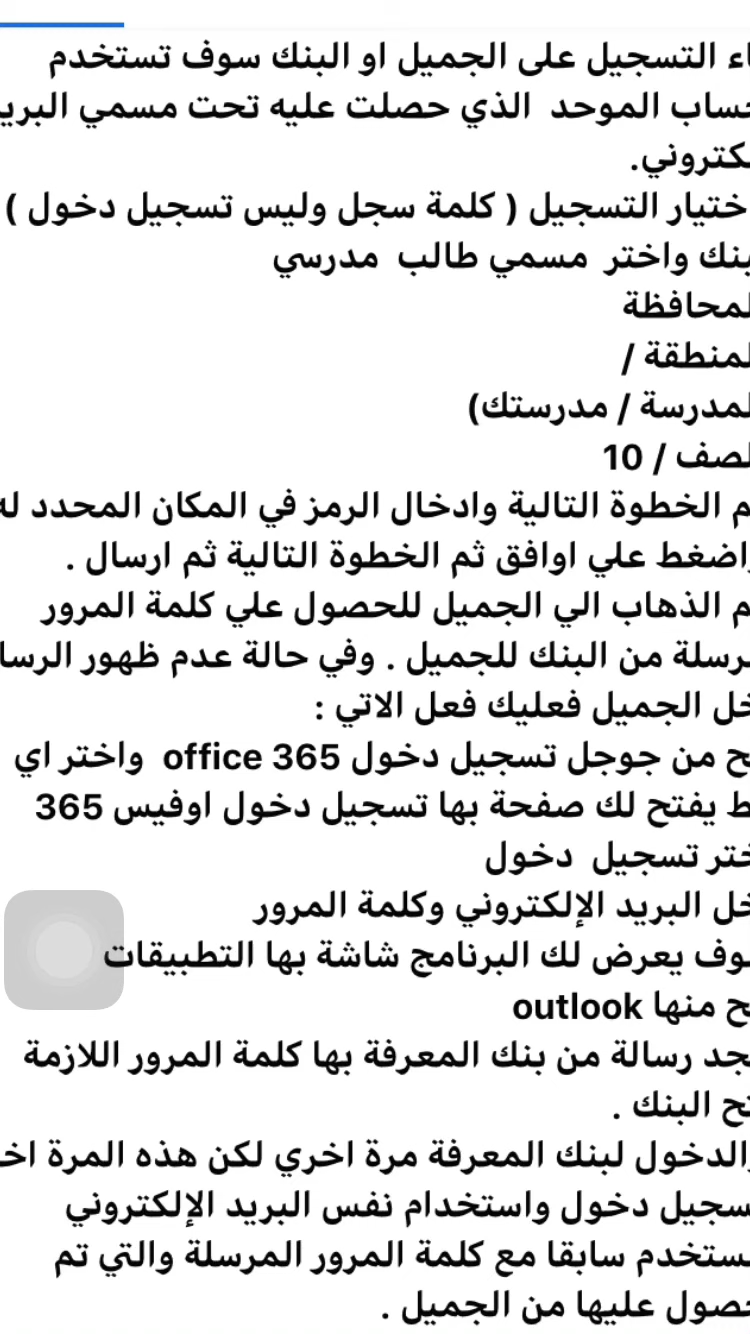 اء التسجيل على الجميل او البنك سوف تستخدم
حساب الموحد الذي حصلت عليه تحت مسمي البري
كتروني.
ختيار التسجيل ( كلمة سجل وليس تسجيل دخول )
بنك واختر مسمي طالب مدرسي
لمحافظة
لمنطقة /
لمدرسة / مدرستك)
لصف / 10
م الخطوة التالية وادخال الرمز في المكان المحدد له
واضغط علي اوافق ثم الخطوة التالية ثم ارسال .
م الذهاب الي الجميل للحصول علي كلمة المرور
رسلة من البنك للجميل . وفي حالة عدم ظهور الرسا
خل الجميل فعليك فعل الاتي :
ح من جوجل تسجيل دخول office 365 واختر اي
ط يفتح لك صفحة بها تسجيل دخول اوفيس 365
ختر تسجيل دخول
خل البريد الإلكتروني وكلمة المرور
وف يعرض لك البرنامج شاشة بها التطبيقات
ح منها outlook
جد رسالة من بنك المعرفة بها كلمة المرور اللازمة
تح البنك .
والدخول لبنك المعرفة مرة اخري لكن هذه المرة اخ
سجيل دخول واستخدام نفس البريد الإلكتروني
ستخدم سابقا مع كلمة المرور المرسلة والتي تم
حصول عليها من الجميل .